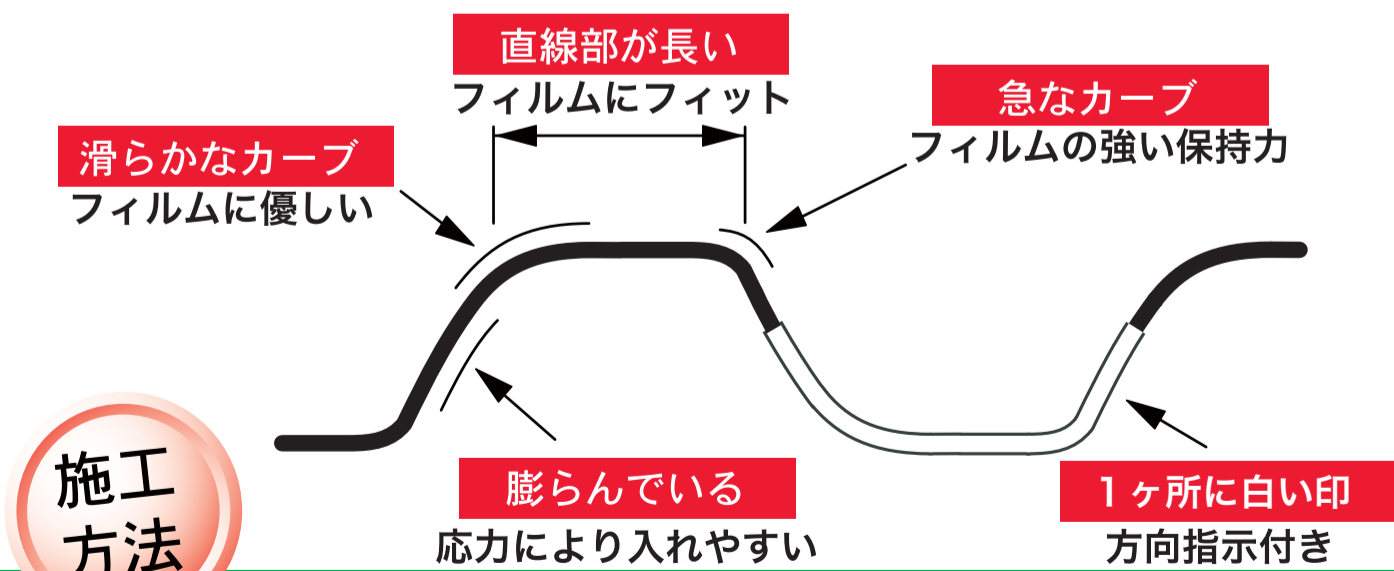 直線部が長い
フィルムにフィット
急なカーブ
フィルムの強い保持力
滑らかなカーブ
フィルムに優しい
膨らんでいる
応力により入れやすい
1ヶ所に白い印
方向指示付き
施工
方法